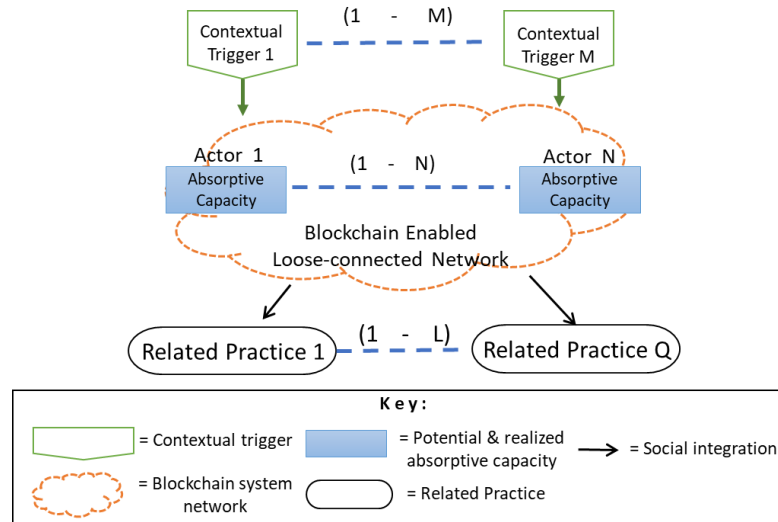 Contextual
Trigger 1
(1 - M)
Contextual
Trigger M
Actor 1
Absorptive
Capacity
(1 - N)
Actor N
Absorptive
Capacity
Blockchain Enabled
Loose-connected Network
Related Practice 1
(1 - L)
Related Practice Q
Key:
= Contextual trigger
= Potential & realized
absorptive capacity
= Social integration
= Blockchain system
network
= Related Practice